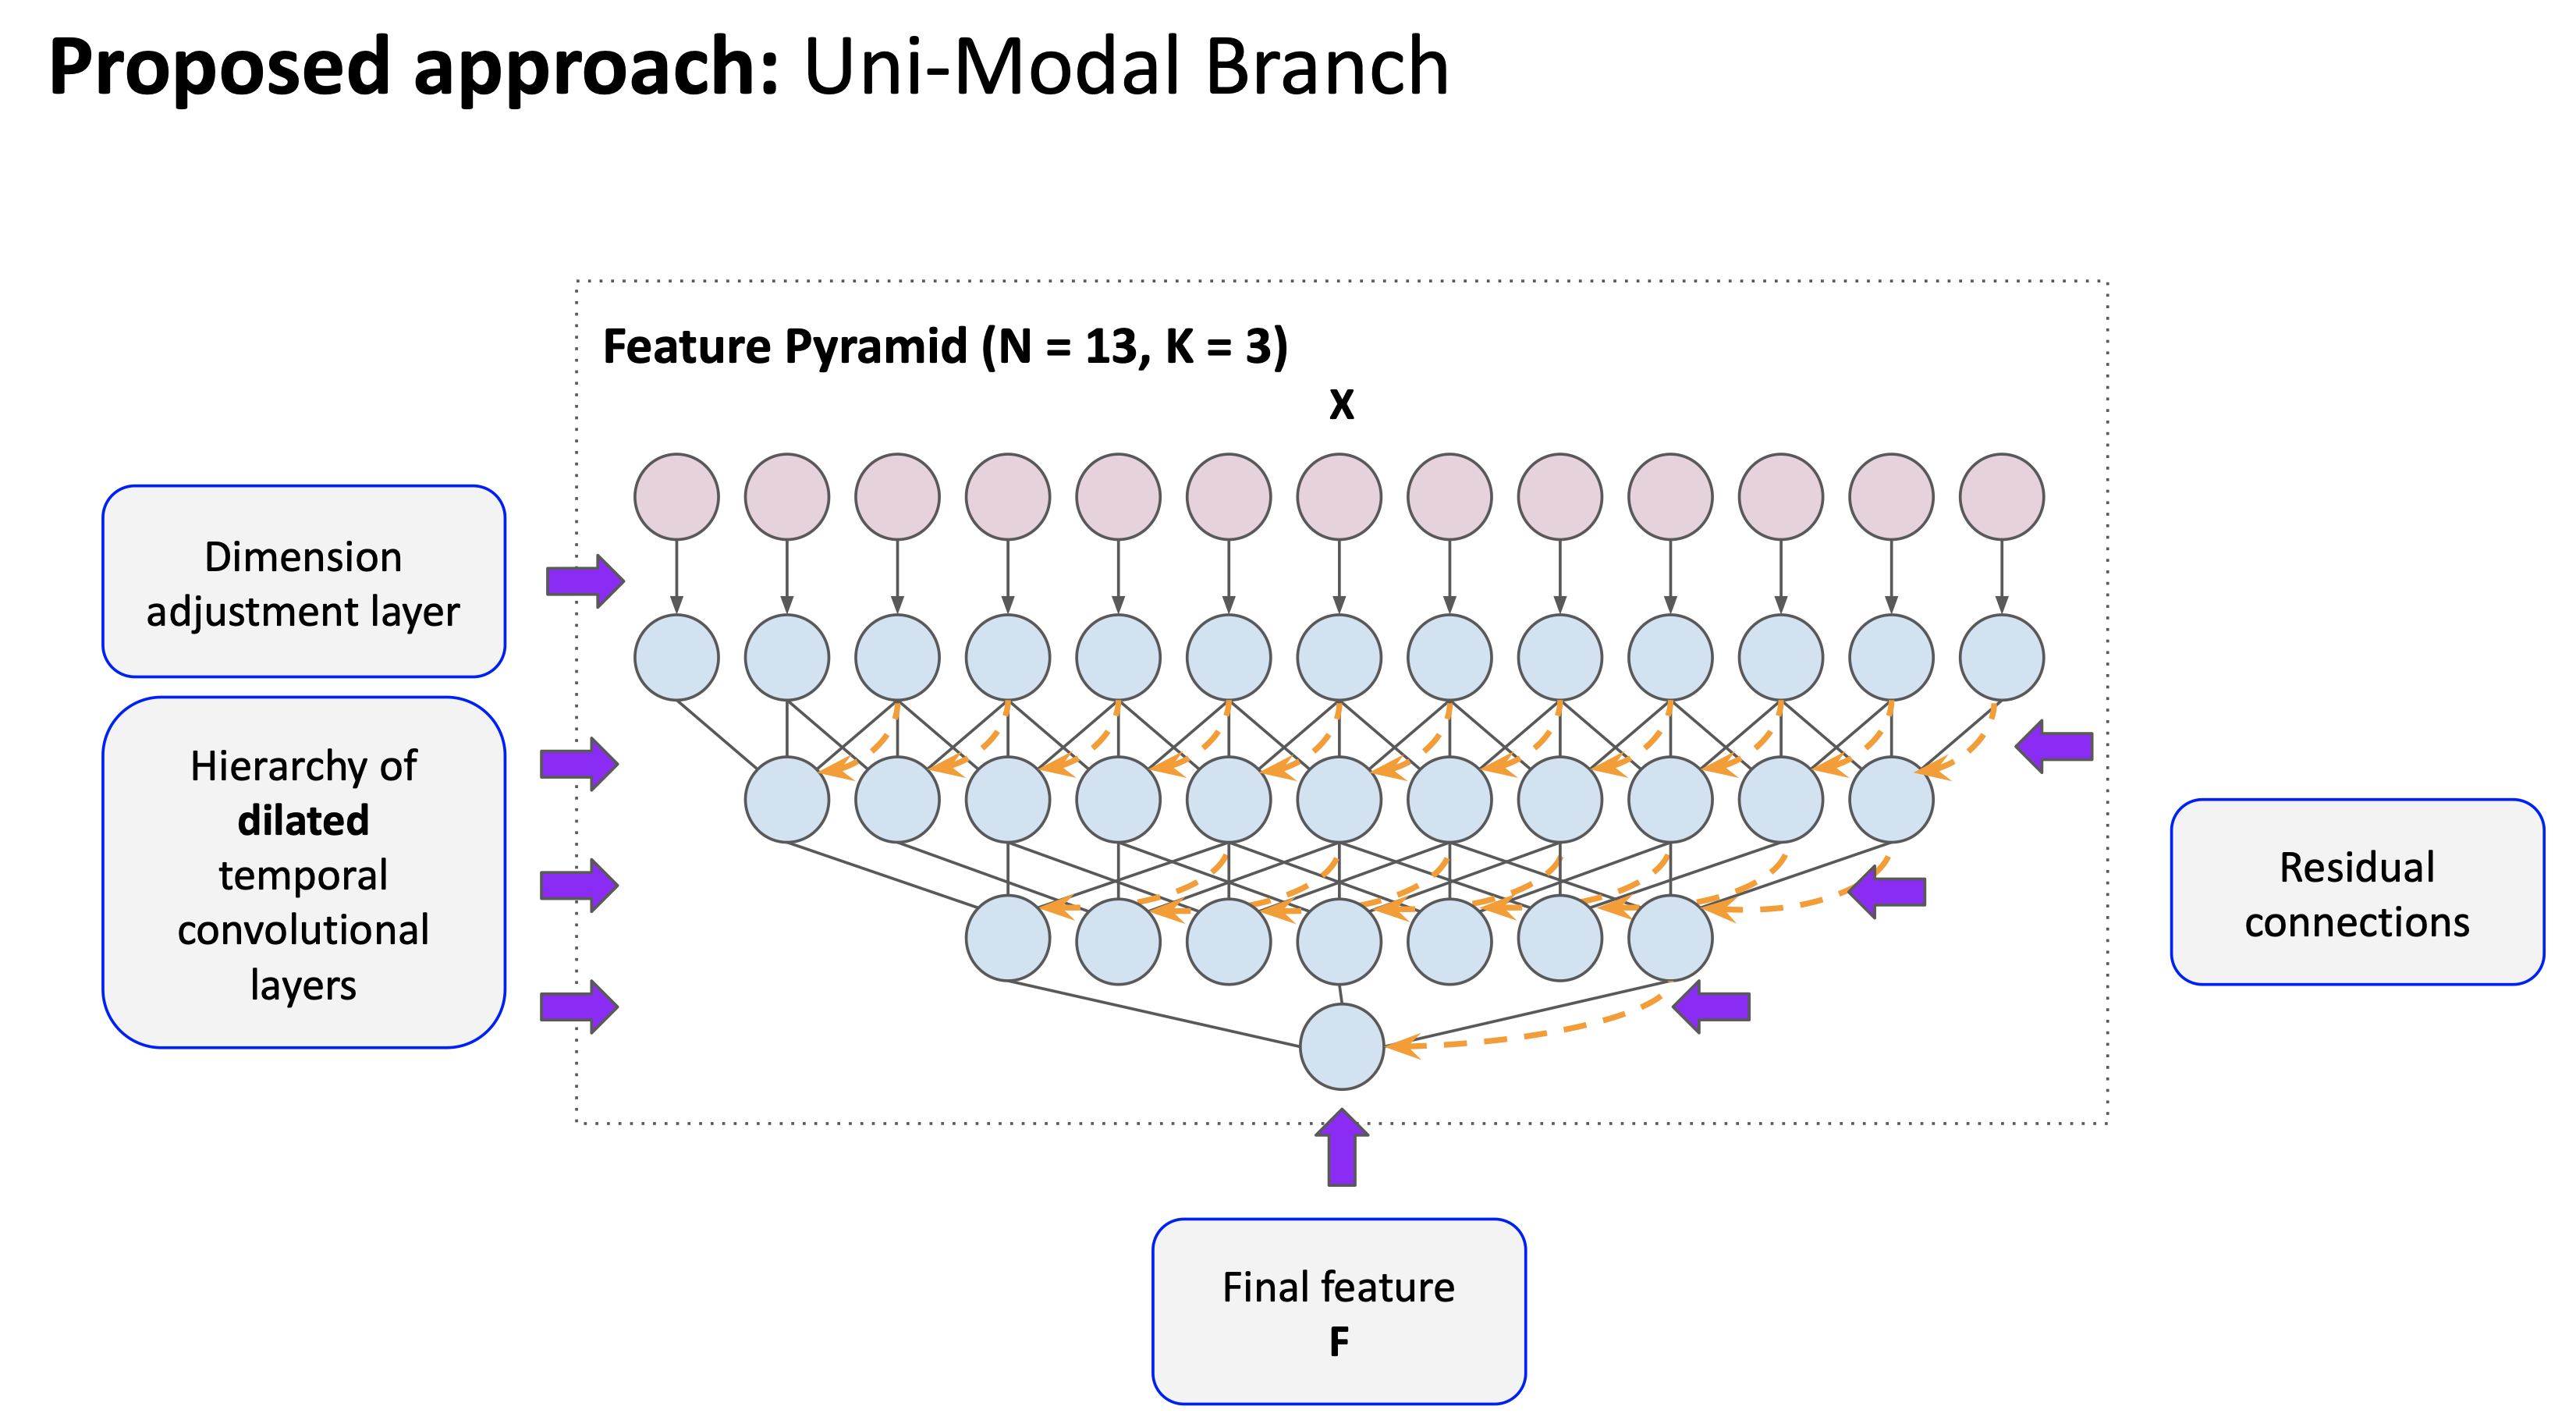 Proposed approach: Uni-Modal Branch
Feature Pyramid (N = 13, K = 3)
X
Dimension
adjustment layer
Hierarchy of
dilated
temporal
convolutional
layers
Residual
connections
Final feature
F